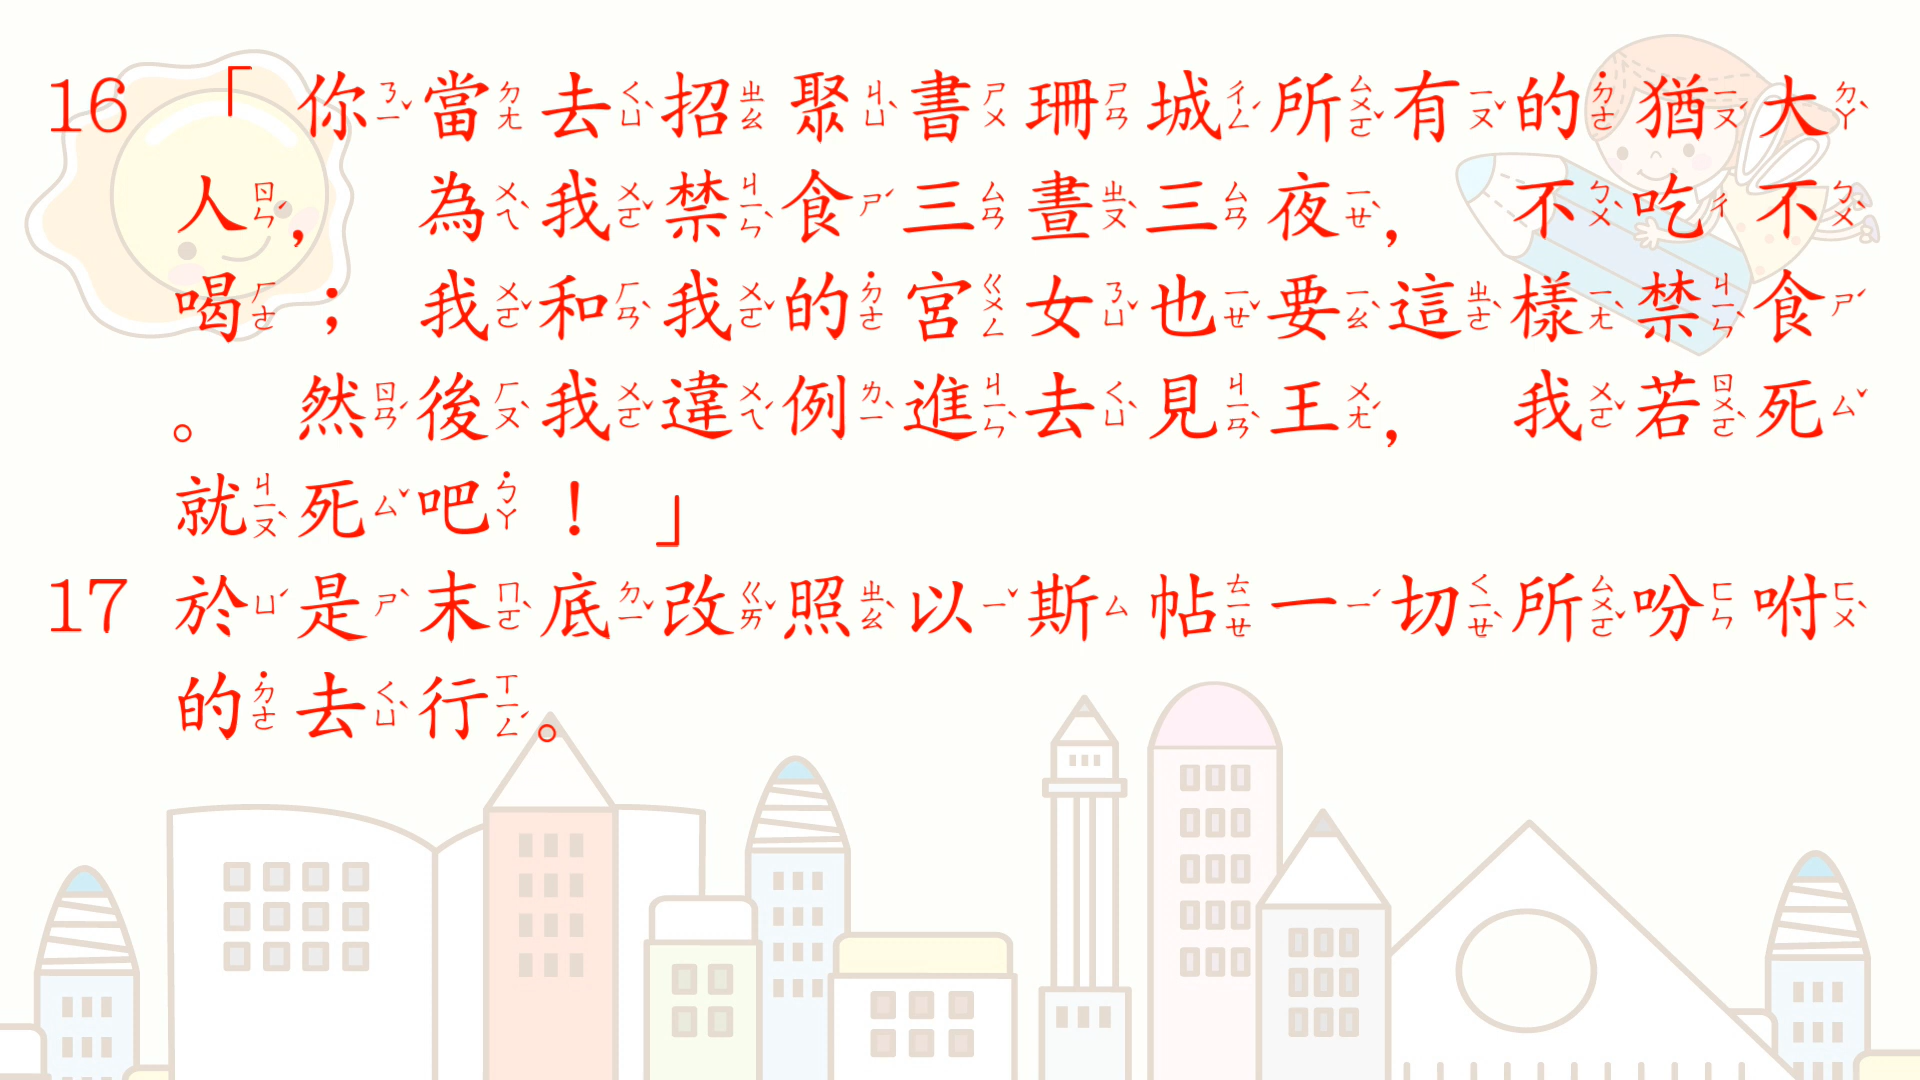 16 「你當去招聚書珊城所有的猶大
人， 為我禁食三晝三夜， 不吃不
喝； 我和我的宮女也要這樣禁食
。 然後我違例進去見王， 我若死
就死吧！」
17 於是末底改照以斯帖一切所吩咐
的去行。